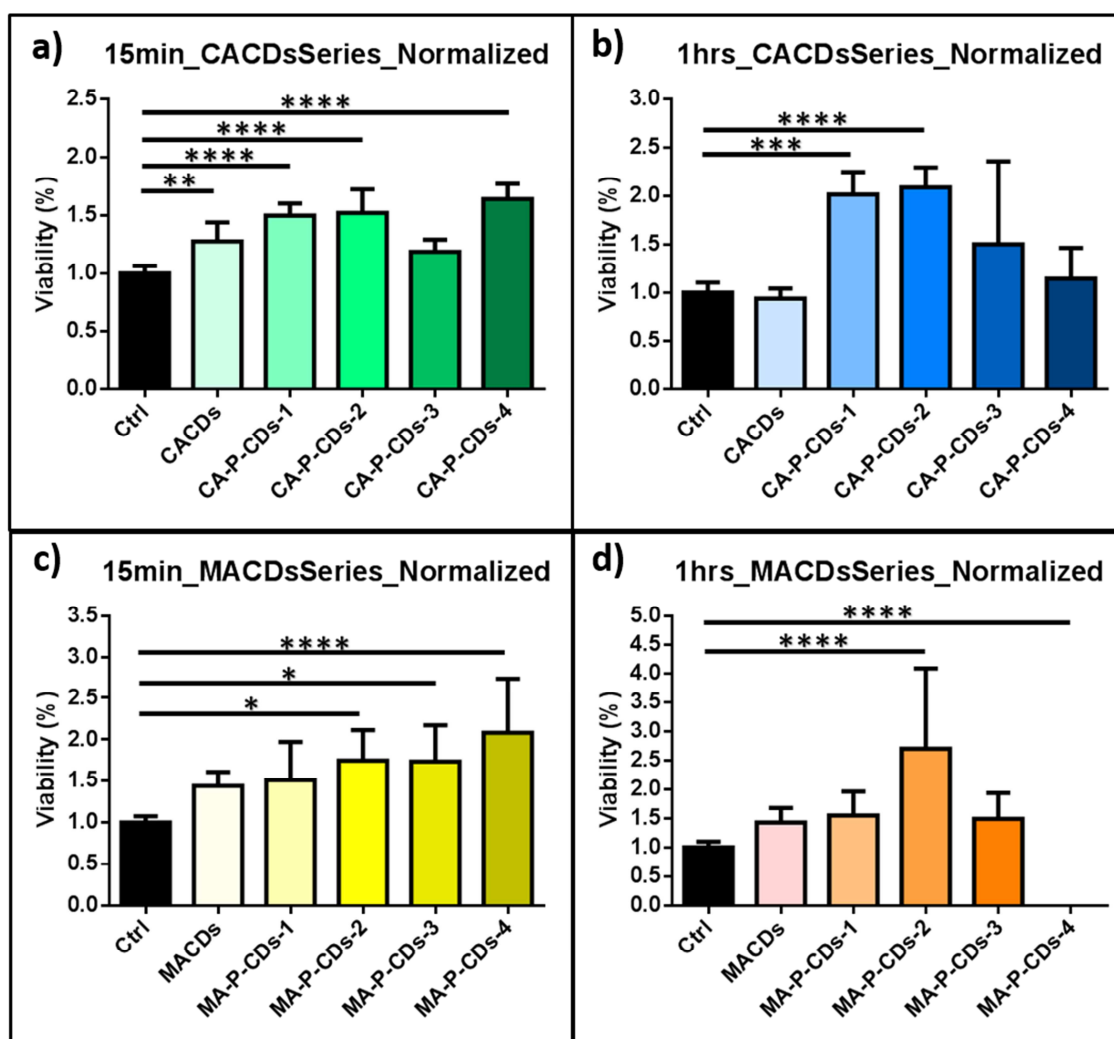 a) 15min_CACDsSeries_Normalized
Viability (%)
2.5
2.0
1.5
1.0
0.5
0.0
****
****
****
**
Ctrl
CACDs
CA-P-CDs-1
CA-P-CDs-2
CA-P-CDs-3
CA-P-CDs-4
b) 1hrs_CACDsSeries_Normalized
Viability (%)
3.0
2.5
2.0
1.5
1.0
0.5
0.0
****
***
Ctrl
CACDs
CA-P-CDs-1
CA-P-CDs-2
CA-P-CDs-3
CA-P-CDs-4
c) 15min_MACDsSeries_Normalized
Viability (%)
3.5
3.0
2.5
2.0
1.5
1.0
0.5
0.0
****
*
*
Ctrl
MACDs
MA-P-CDs-1
MA-P-CDs-2
MA-P-CDs-3
MA-P-CDs-4
d) 1hrs_MACDsSeries_Normalized
Viability (%)
5.0
4.5
4.0
3.5
3.0
2.5
2.0
1.5
1.0
0.5
0.0
****
****
Ctrl
MACDs
MA-P-CDs-1
MA-P-CDs-2
MA-P-CDs-3
MA-P-CDs-4